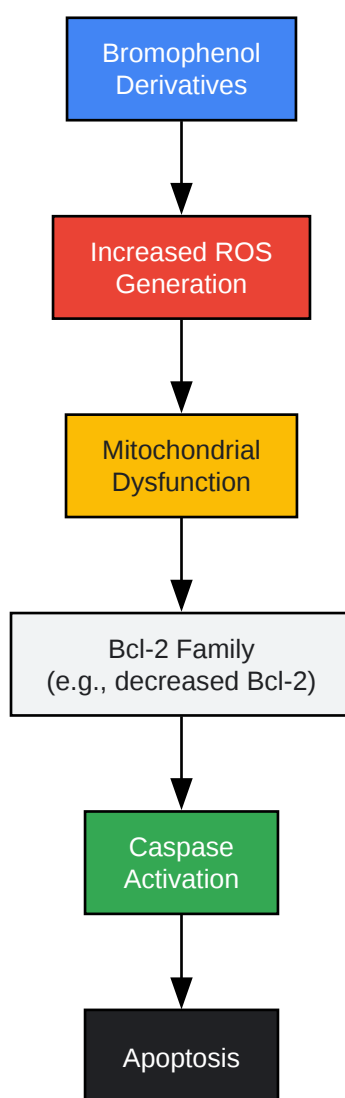 Bromophenol
Derivatives
Increased ROS
Generation
Mitochondrial
Dysfunction
Bcl-2 Family
(e.g., decreased Bcl-2)
Caspase
Activation
Apoptosis